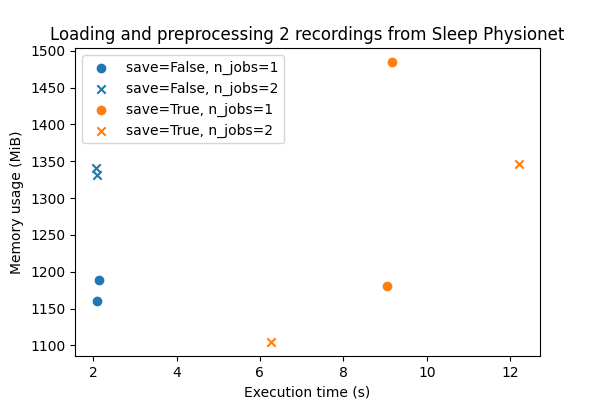 Loading and preprocessing 2 recordings from Sleep Physionet
save=False, n_jobs=1
save=False, n_jobs=2
save=True, n_jobs=1
save=True, n_jobs=2
Memory usage (MiB)
1500
1450
1400
1350
1300
1250
1200
1150
1100
2 4 6 8 10 12
Execution time (s)